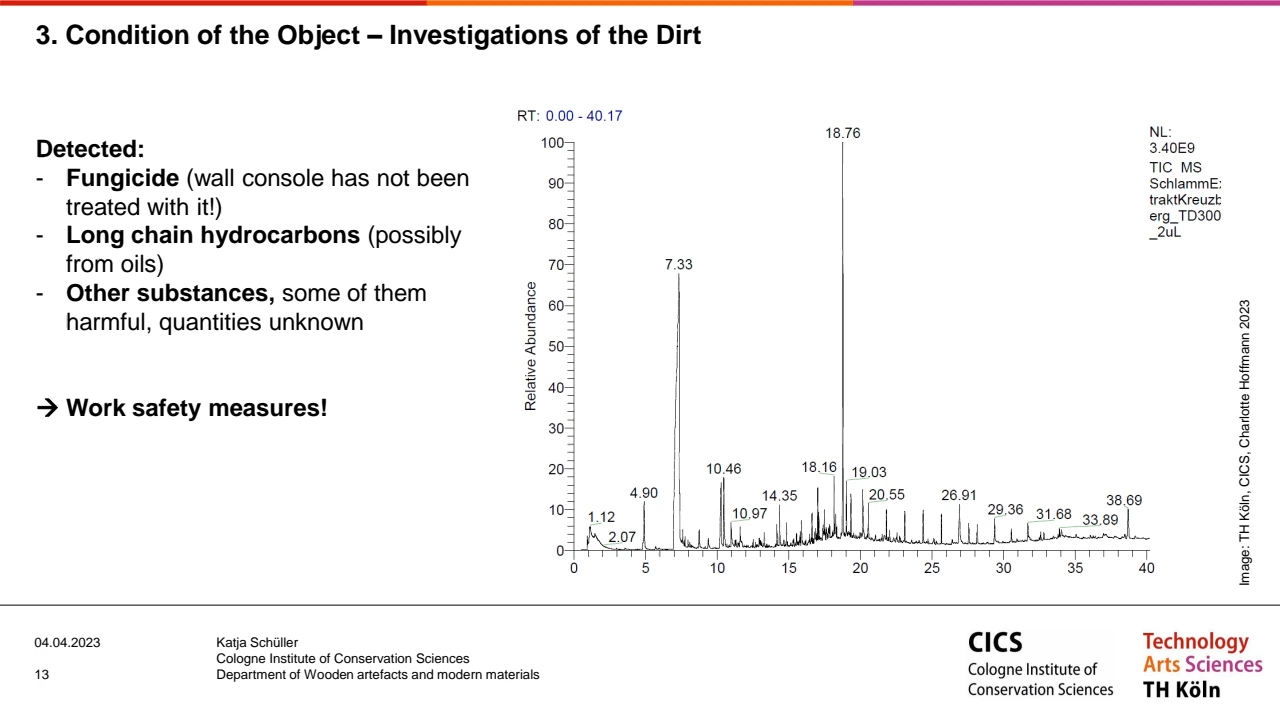 3. Condition of the Object – Investigations of the Dirt
Detected:
- Fungicide (wall console has not been
treated with it!)
- Long chain hydrocarbons (possibly
from oils)
- Other substances, some of them
harmful, quantities unknown
→ Work safety measures!
RT: 0.00 - 40.17
NL:
3.40E9
TIC MS
SchlammEx
traktKreuzb
erg_TD300
_2uL
Relative Abundance
100
90
80
70
60
50
40
30
20
10
0
1.12
2.07
4.90
7.33
10.46
10.97
14.35
18.16
18.76
19.03
20.55
26.91
29.36
31.68
33.89
38.69
0 5 10 15 20 25 30 35 40
Image: TH Köln, CICS, Charlotte Hoffmann 2023
04.04.2023
13
Katja Schüller
Cologne Institute of Conservation Sciences
Department of Wooden artefacts and modern materials
CICS
Cologne Institute of
Conservation Sciences
Technology
Arts Sciences
TH Köln